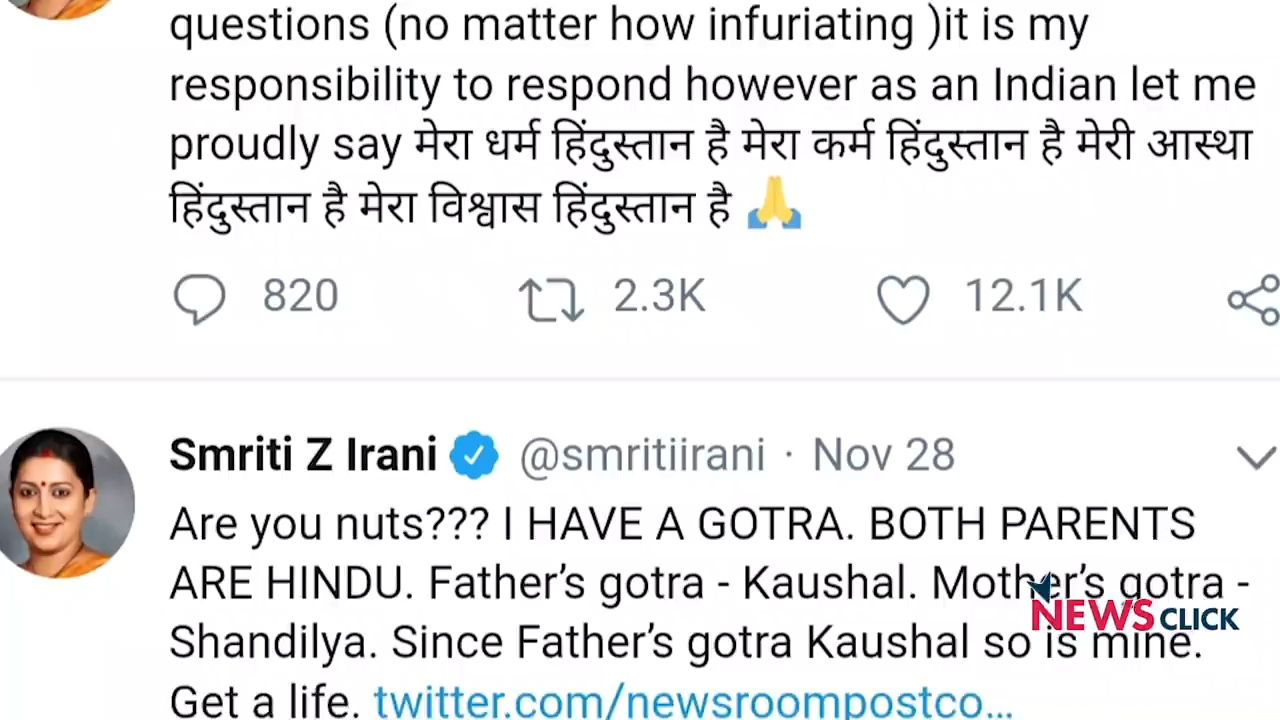 questions (no matter how infuriating )it is my
responsibility to respond however as an Indian let me
proudly say मेरा धर्म हिंदुस्तान है मेरा कर्म हिंदुस्तान है मेरी आस्था
हिंदुस्तान है मेरा विश्वास हिंदुस्तान है 🙏
820 2.3K 12.1K
Smriti Z Irani @smritiirani · Nov 28
Are you nuts??? I HAVE A GOTRA. BOTH PARENTS
ARE HINDU. Father’s gotra - Kaushal. Mother’s gotra -
Shandilya. Since Father’s gotra Kaushal so is mine.
Get a life. twitter.com/newsroompostco…
NEWSCLICK